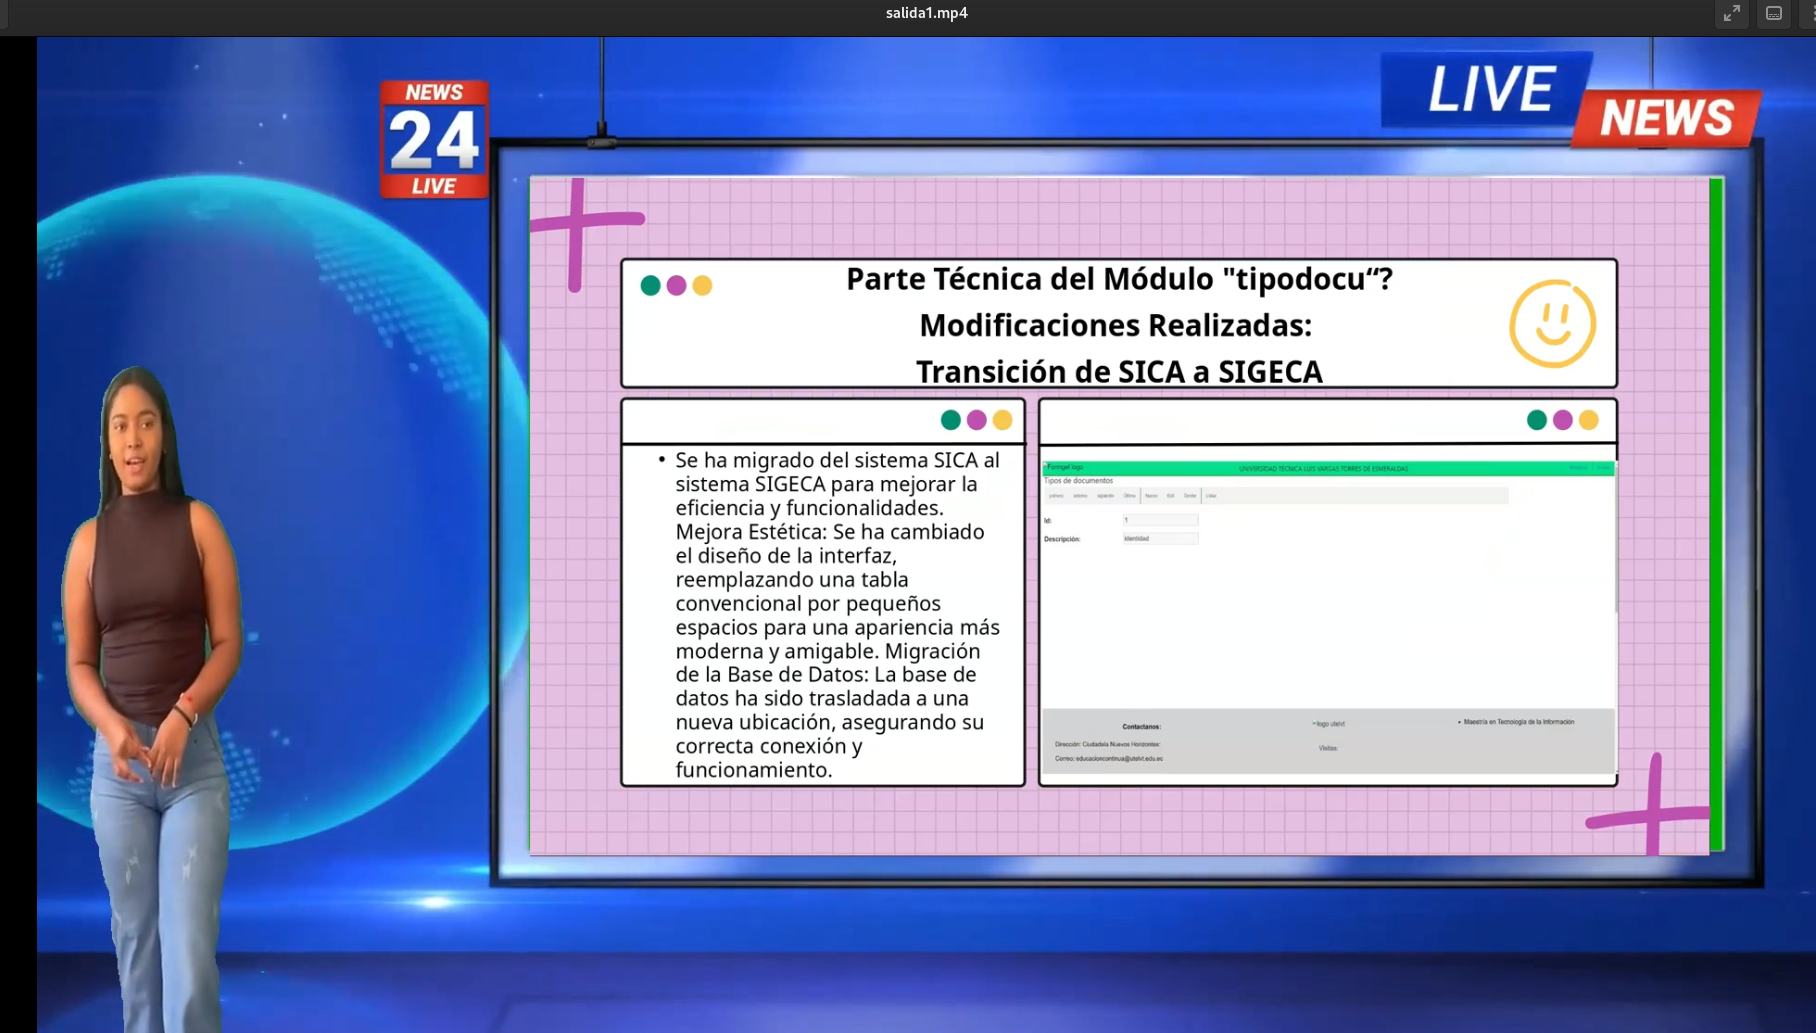 salida1.mp4
NEWS
24
LIVE
LIVE
NEWS
Parte Técnica del Módulo "tipodocu“?
Modificaciones Realizadas:
Transición de SICA a SIGECA
• Se ha migrado del sistema SICA al
sistema SIGECA para mejorar la
eficiencia y funcionalidades.
Mejora Estética: Se ha cambiado
el diseño de la interfaz,
reemplazando una tabla
convencional por pequeños
espacios para una apariencia más
moderna y amigable. Migración
de la Base de Datos: La base de
datos ha sido trasladada a una
nueva ubicación, asegurando su
correcta conexión y
funcionamiento.
logo
UNIVERSIDAD TECNICA LUIS VARGAS TORRES DE ESMERALDAS
Tipos de documentos
Id:
1
Descripción:
Identidad
Contactanos:
Dirección: Ciudadela Nuevos Horizontes:
Correo: educacioncontinua@utelvt.edu.ec
logo utelvt
Visitas:
• Maestría en Tecnología de la Información